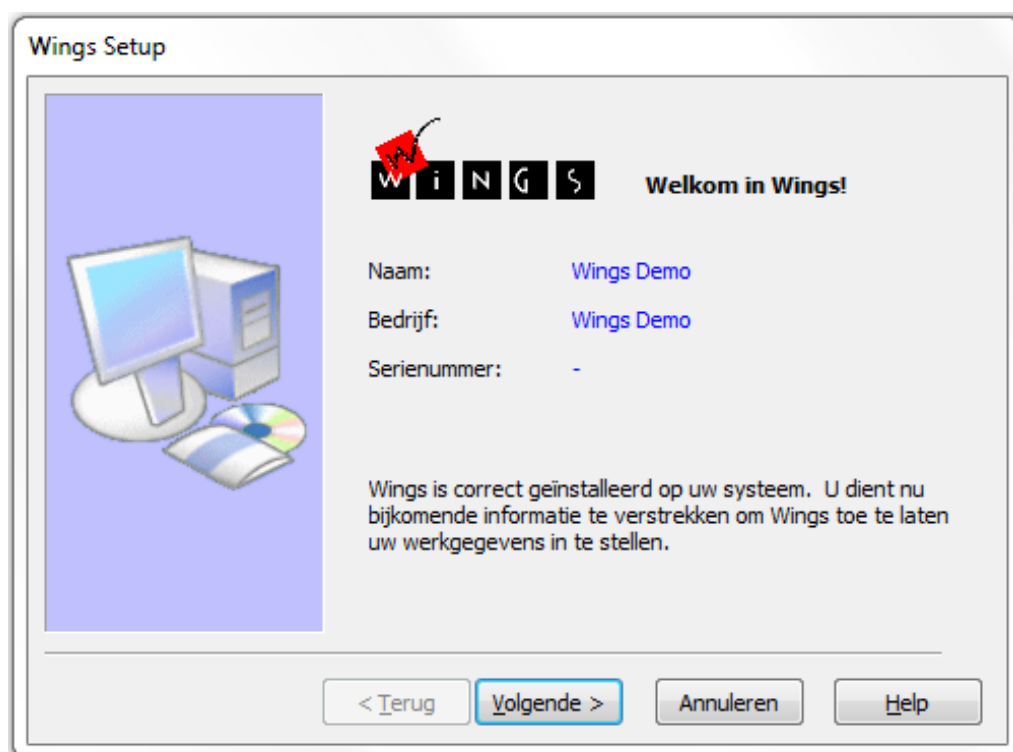 Wings Setup
W
WiNGS
Welkom in Wings!
Naam: Wings Demo
Bedrijf: Wings Demo
Serienummer: -
Wings is correct geïnstalleerd op uw systeem.  U dient nu
bijkomende informatie te verstrekken om Wings toe te laten
uw werkgegevens in te stellen.
< Terug
Volgende >
Annuleren
Help